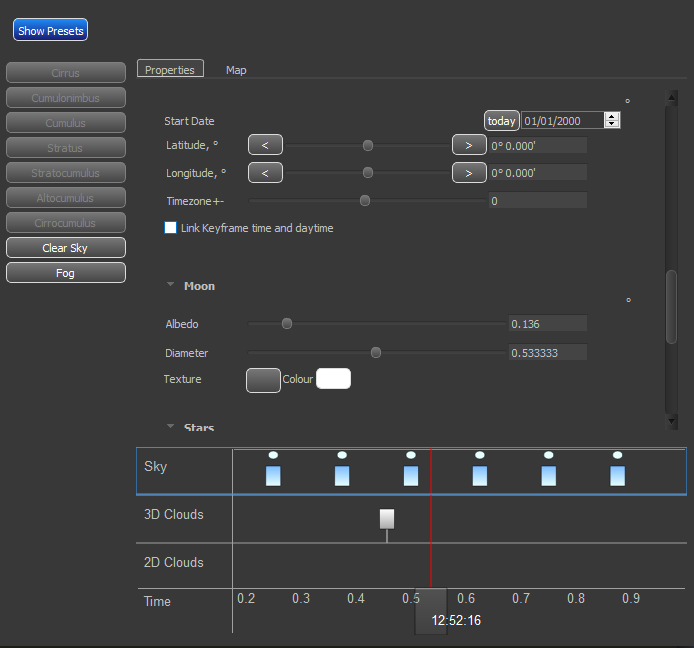 Show Presets
Cirrus
Cumulonimbus
Cumulus
Stratus
Stratocumulus
Altocumulus
Cirrocumulus
Clear Sky
Fog
Properties Map
Start Date today 01/01/2000
Latitude, ° < > 0° 0.000'
Longitude, ° < > 0° 0.000'
Timezone+- 0
Link Keyframe time and daytime
Moon
Albedo 0.136
Diameter 0.533333
Texture Colour
Stars
Sky
3D Clouds
2D Clouds
Time 0.2 0.3 0.4 0.5 0.6 0.7 0.8 0.9
12:52:16